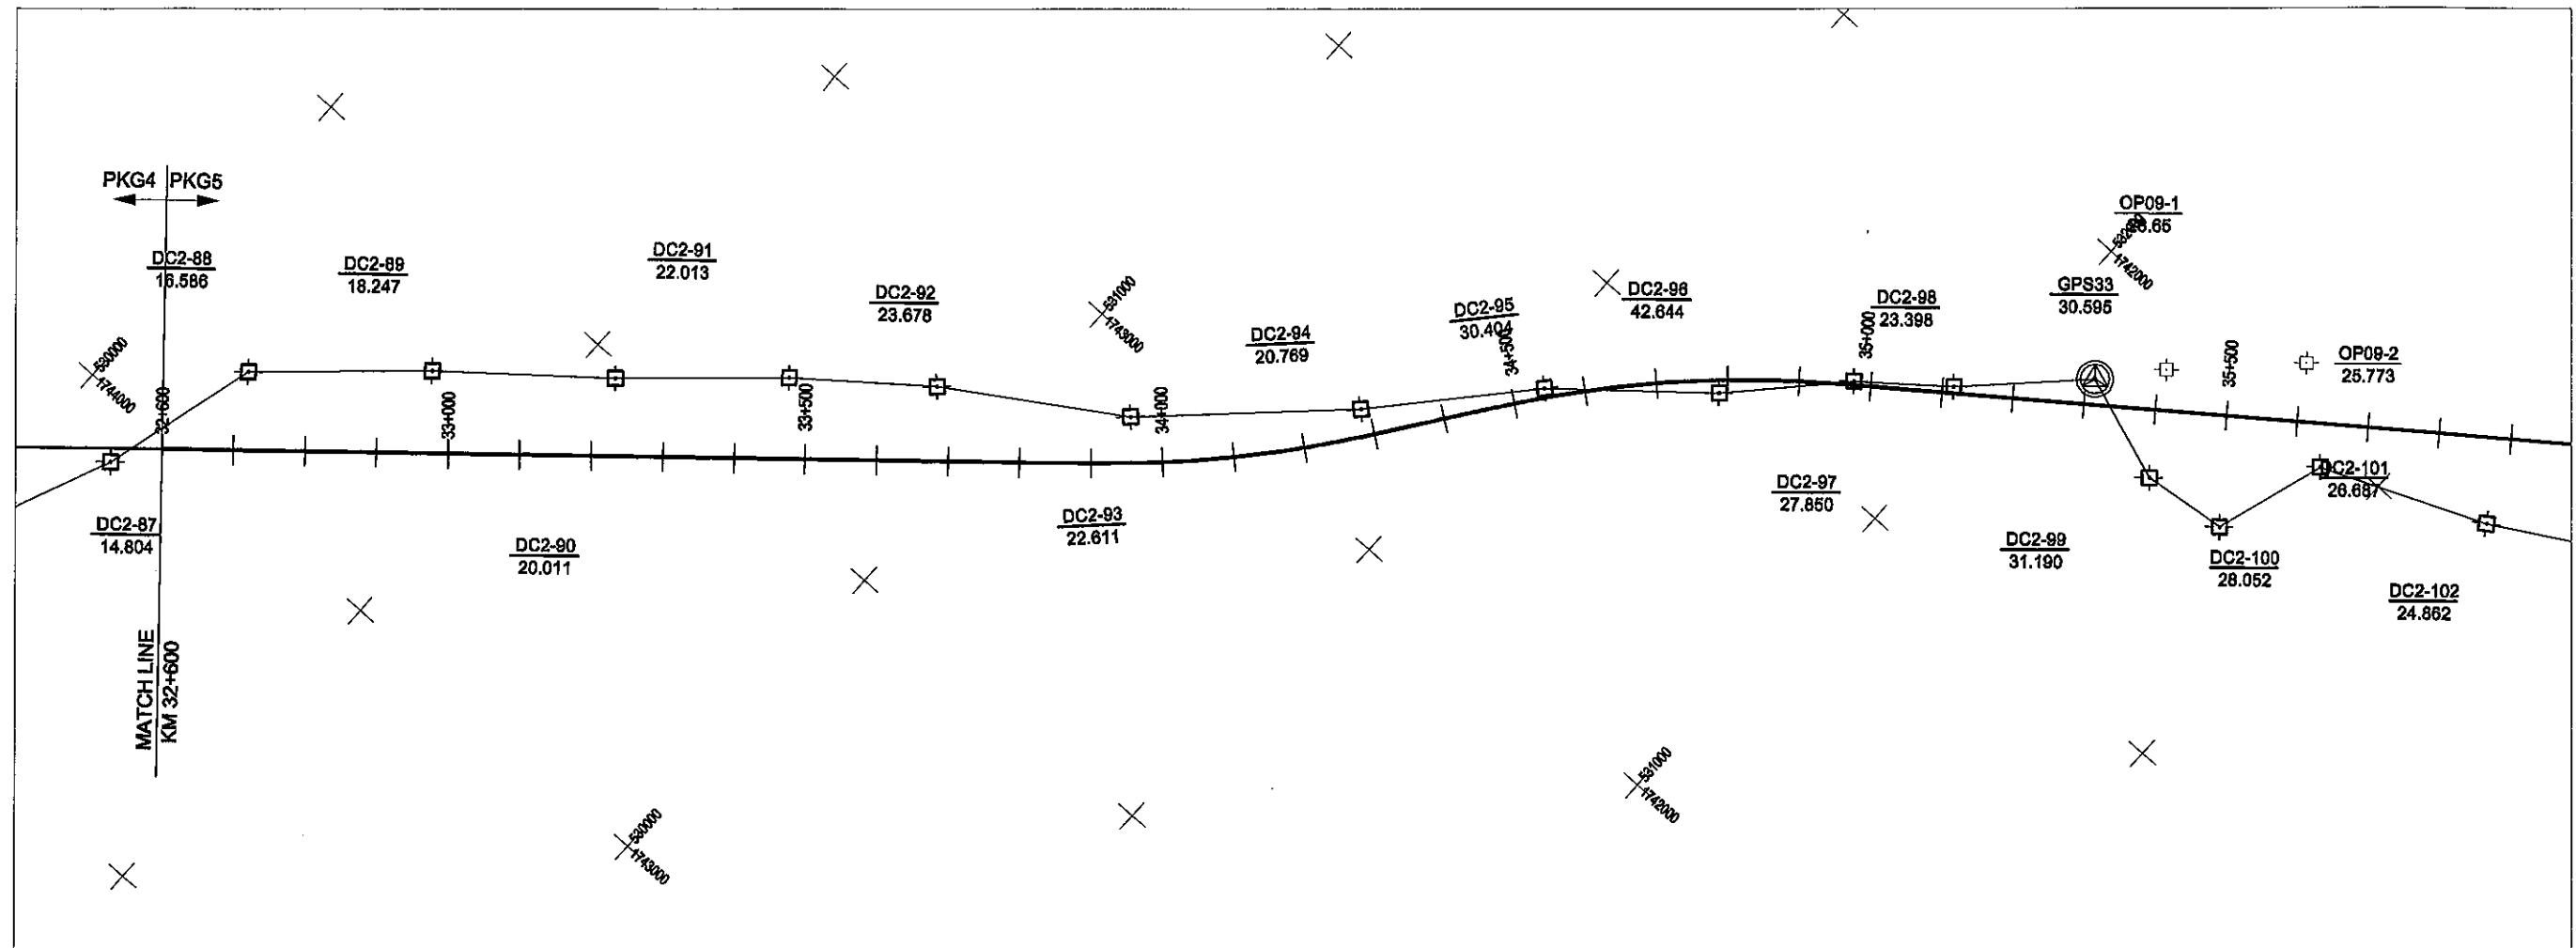 PKG4 PKG5
DC2-88
16.586
DC2-89
18.247
DC2-91
22.013
DC2-92
23.678
531000
1743000
DC2-94
20.769
DC2-95
30.404
34+500
DC2-96
42.644
DC2-98
23.398
35+000
OP09-1
532000
1742000
GPS33
30.595
35+500
OP09-2
25.773
530000
1744000
32+600
33+000
33+500
34+000
DC2-87
14.804
DC2-90
20.011
DC2-93
22.611
DC2-97
27.850
DC2-99
31.190
DC2-100
28.052
DC2-101
26.687
DC2-102
24.862
MATCH LINE
KM 32+600
530000
1743000
531000
1742000